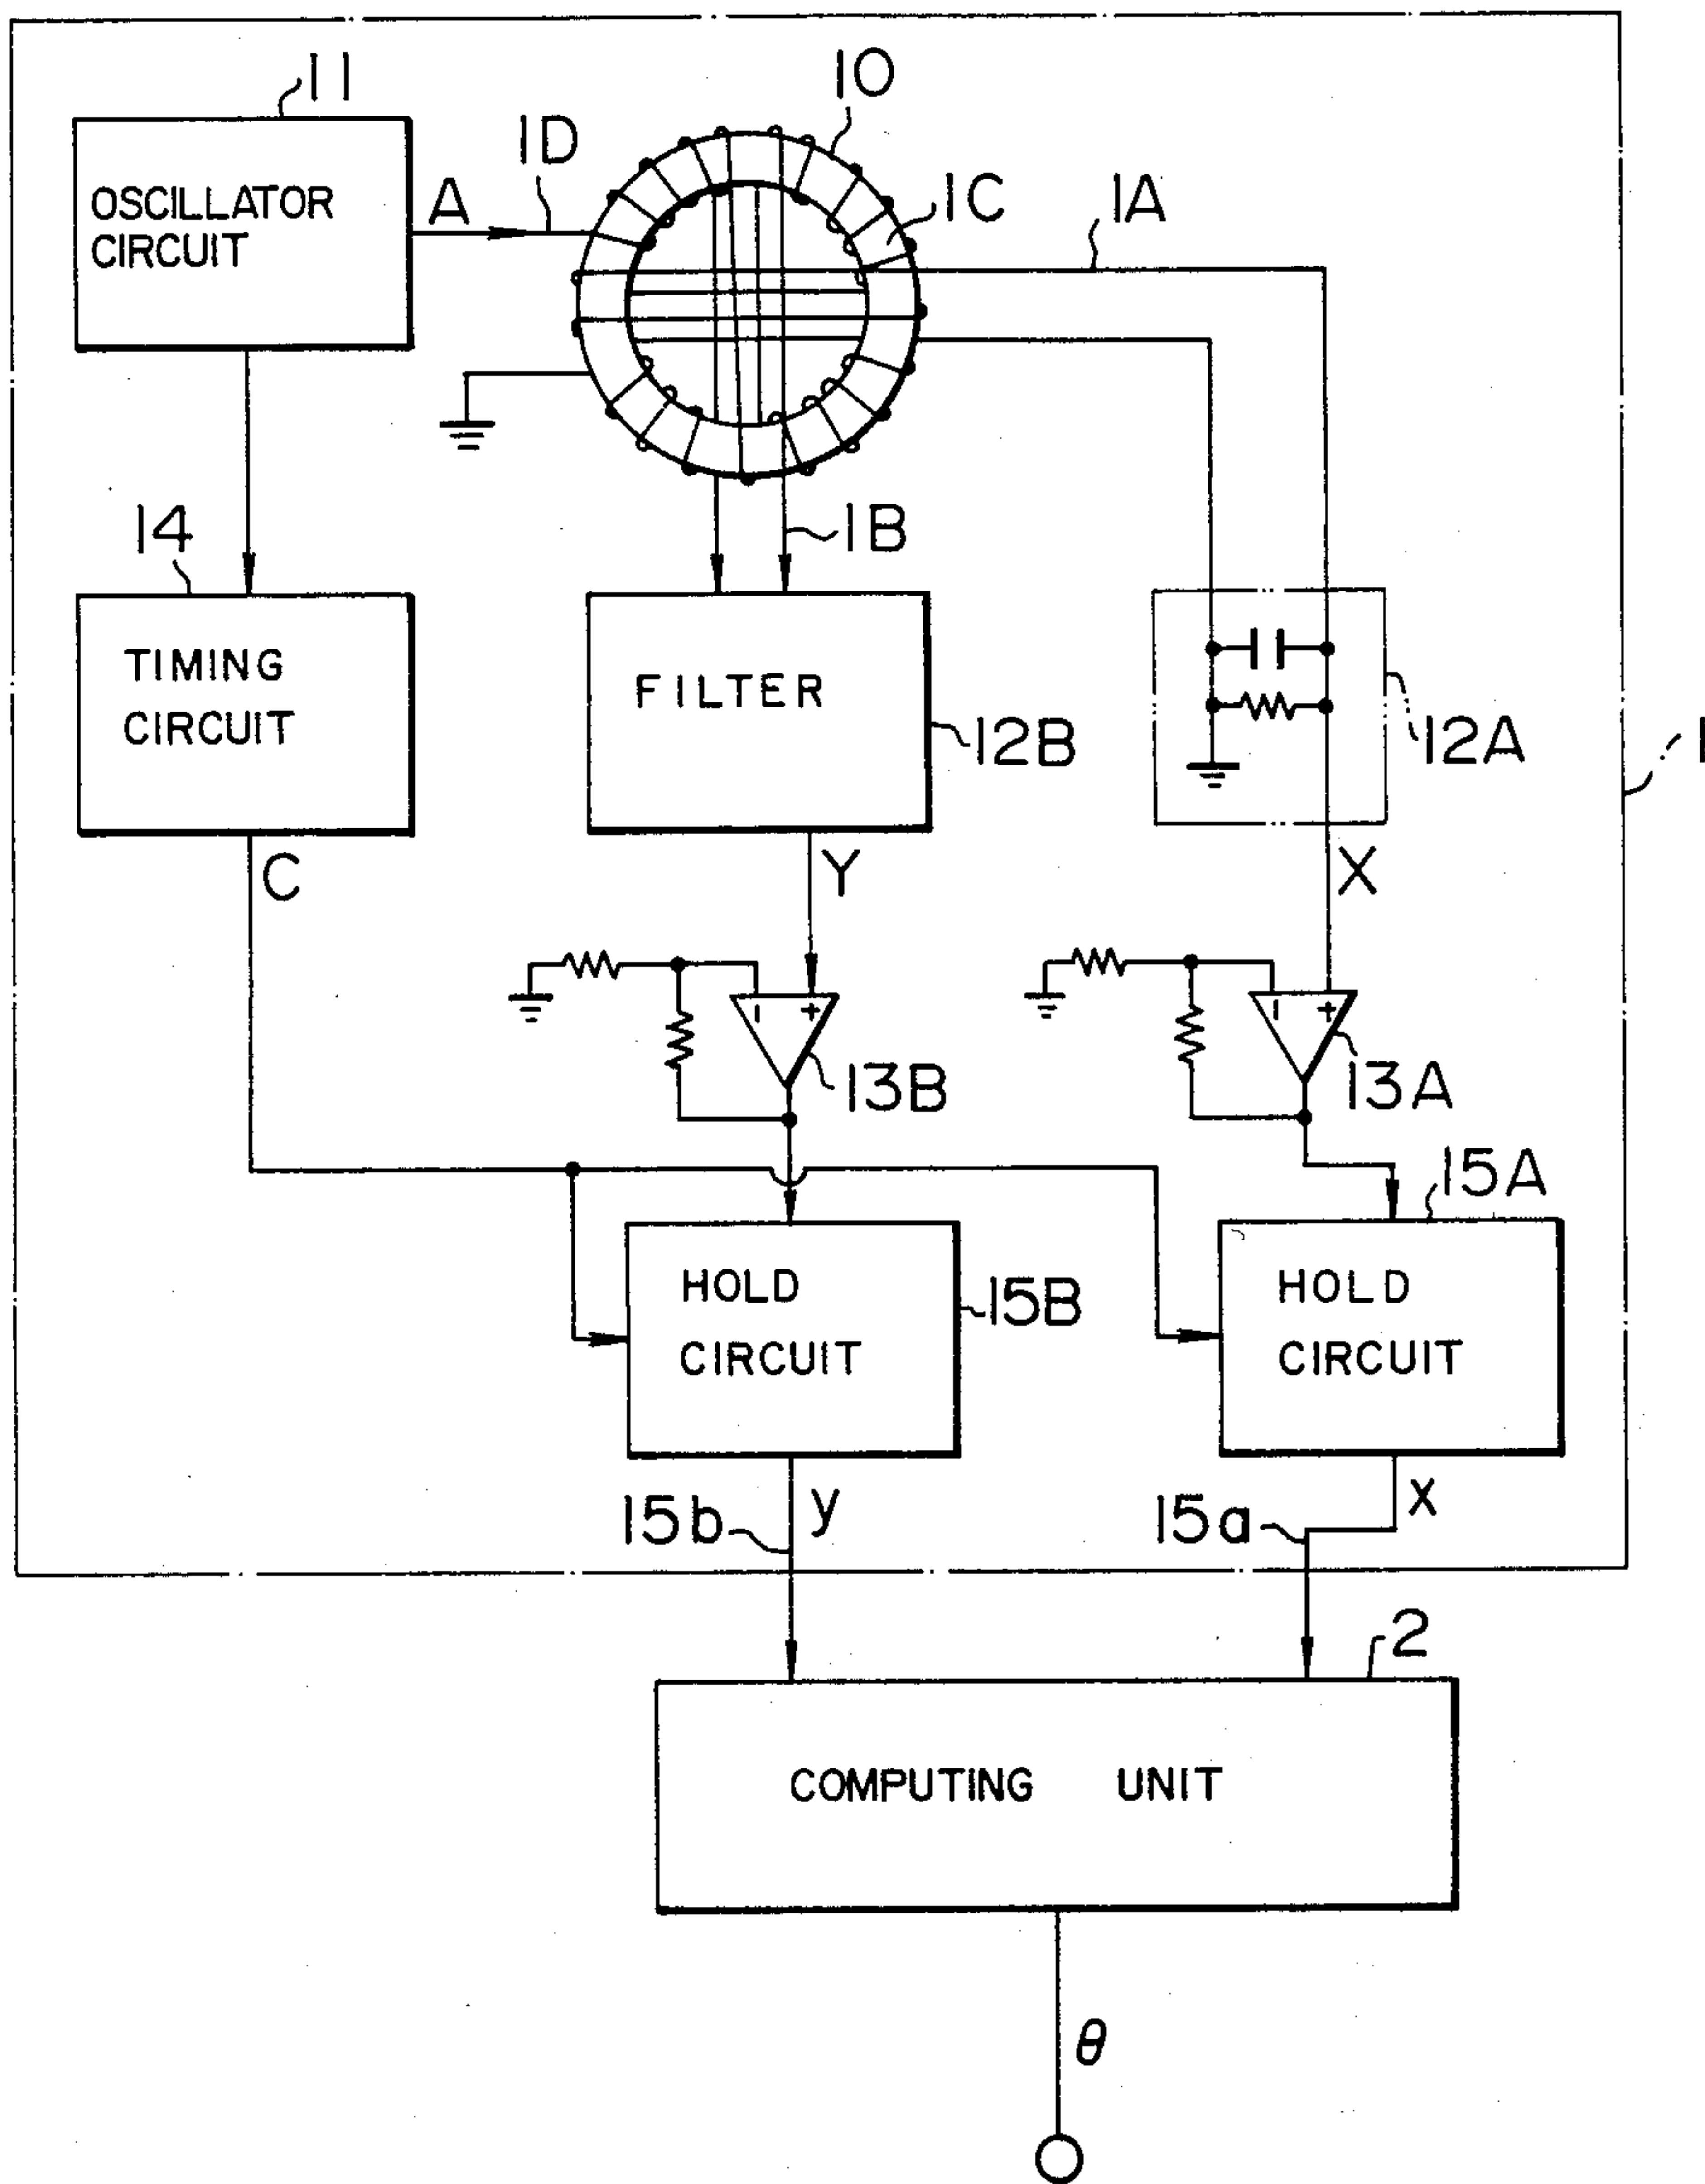 11
10
1D
OSCILLATOR
CIRCUIT
A
1C
1A
14
1B
TIMING
CIRCUIT
FILTER
12B
12A
1
C
Y
X
- +
- +
13B
13A
15A
HOLD
CIRCUIT
15B
HOLD
CIRCUIT
15b
y
15a
x
2
COMPUTING UNIT
θ